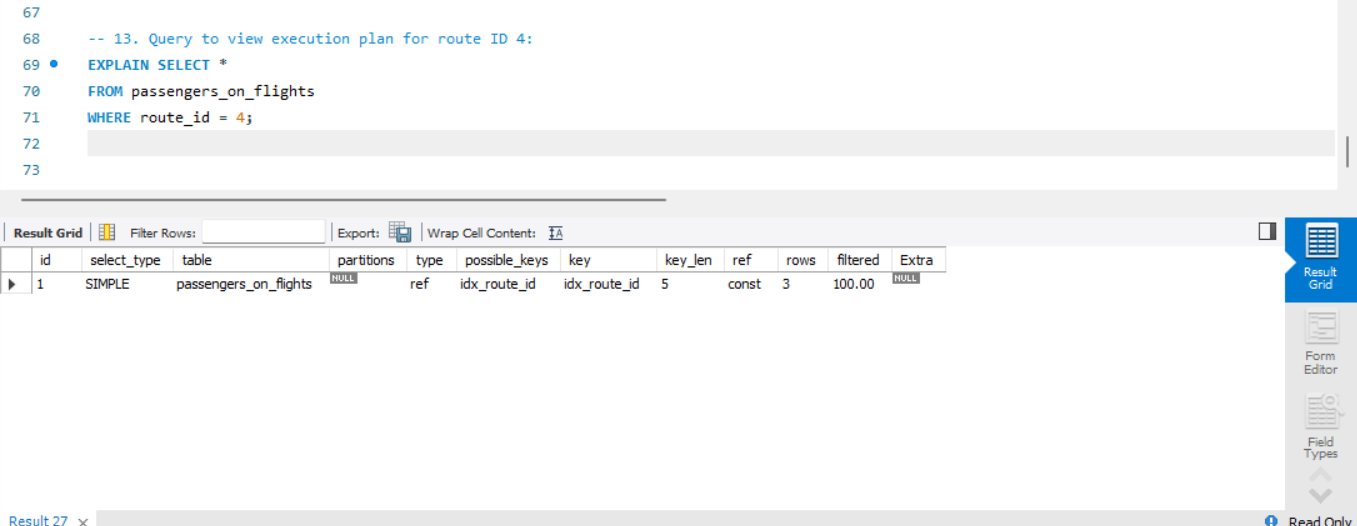 67
68 -- 13. Query to view execution plan for route ID 4:
69 EXPLAIN SELECT *
70 FROM passengers_on_flights
71 WHERE route_id = 4;
72
73
Result Grid Filter Rows: Export: Wrap Cell Content: IA
id select_type table partitions type possible_keys key key_len ref rows filtered Extra
1 SIMPLE passengers_on_flights NULL ref idx_route_id idx_route_id 5 const 3 100.00 NULL
Result
Grid
Form
Editor
Field
Types
Result 27 ×
Read Only